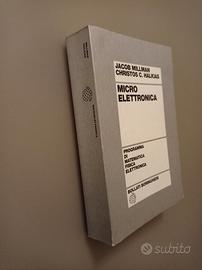 JACOB MILLMAN
CHRISTOS C. HALKIAS
MICRO
ELETTRONICA
PROGRAMMA
DI
MATEMATICA
FISICA
ELETTRONICA
BOLLATI BORINGHIERI
subito